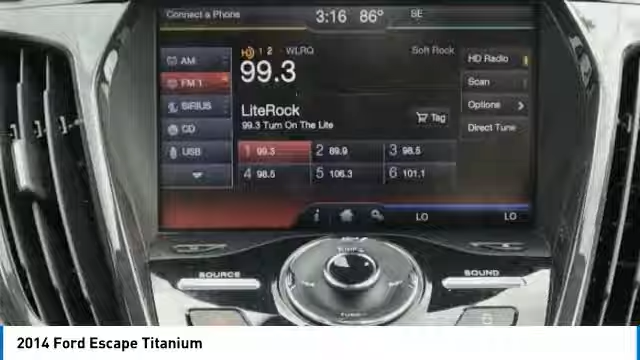 Connect a Phone 3:16 86° SE
HD 1 2 WLRQ Soft Rock HD Radio
AM
99.3
FM 1
Scan
SIRIUS
LiteRock
Tag
Options
99.3 Turn On The Lite
CD
Direct Tune
USB
1 99.3 2 89.9 3 98.5
4 98.5 5 106.3 6 101.1
i LO LO
SOURCE SOUND
2014 Ford Escape Titanium